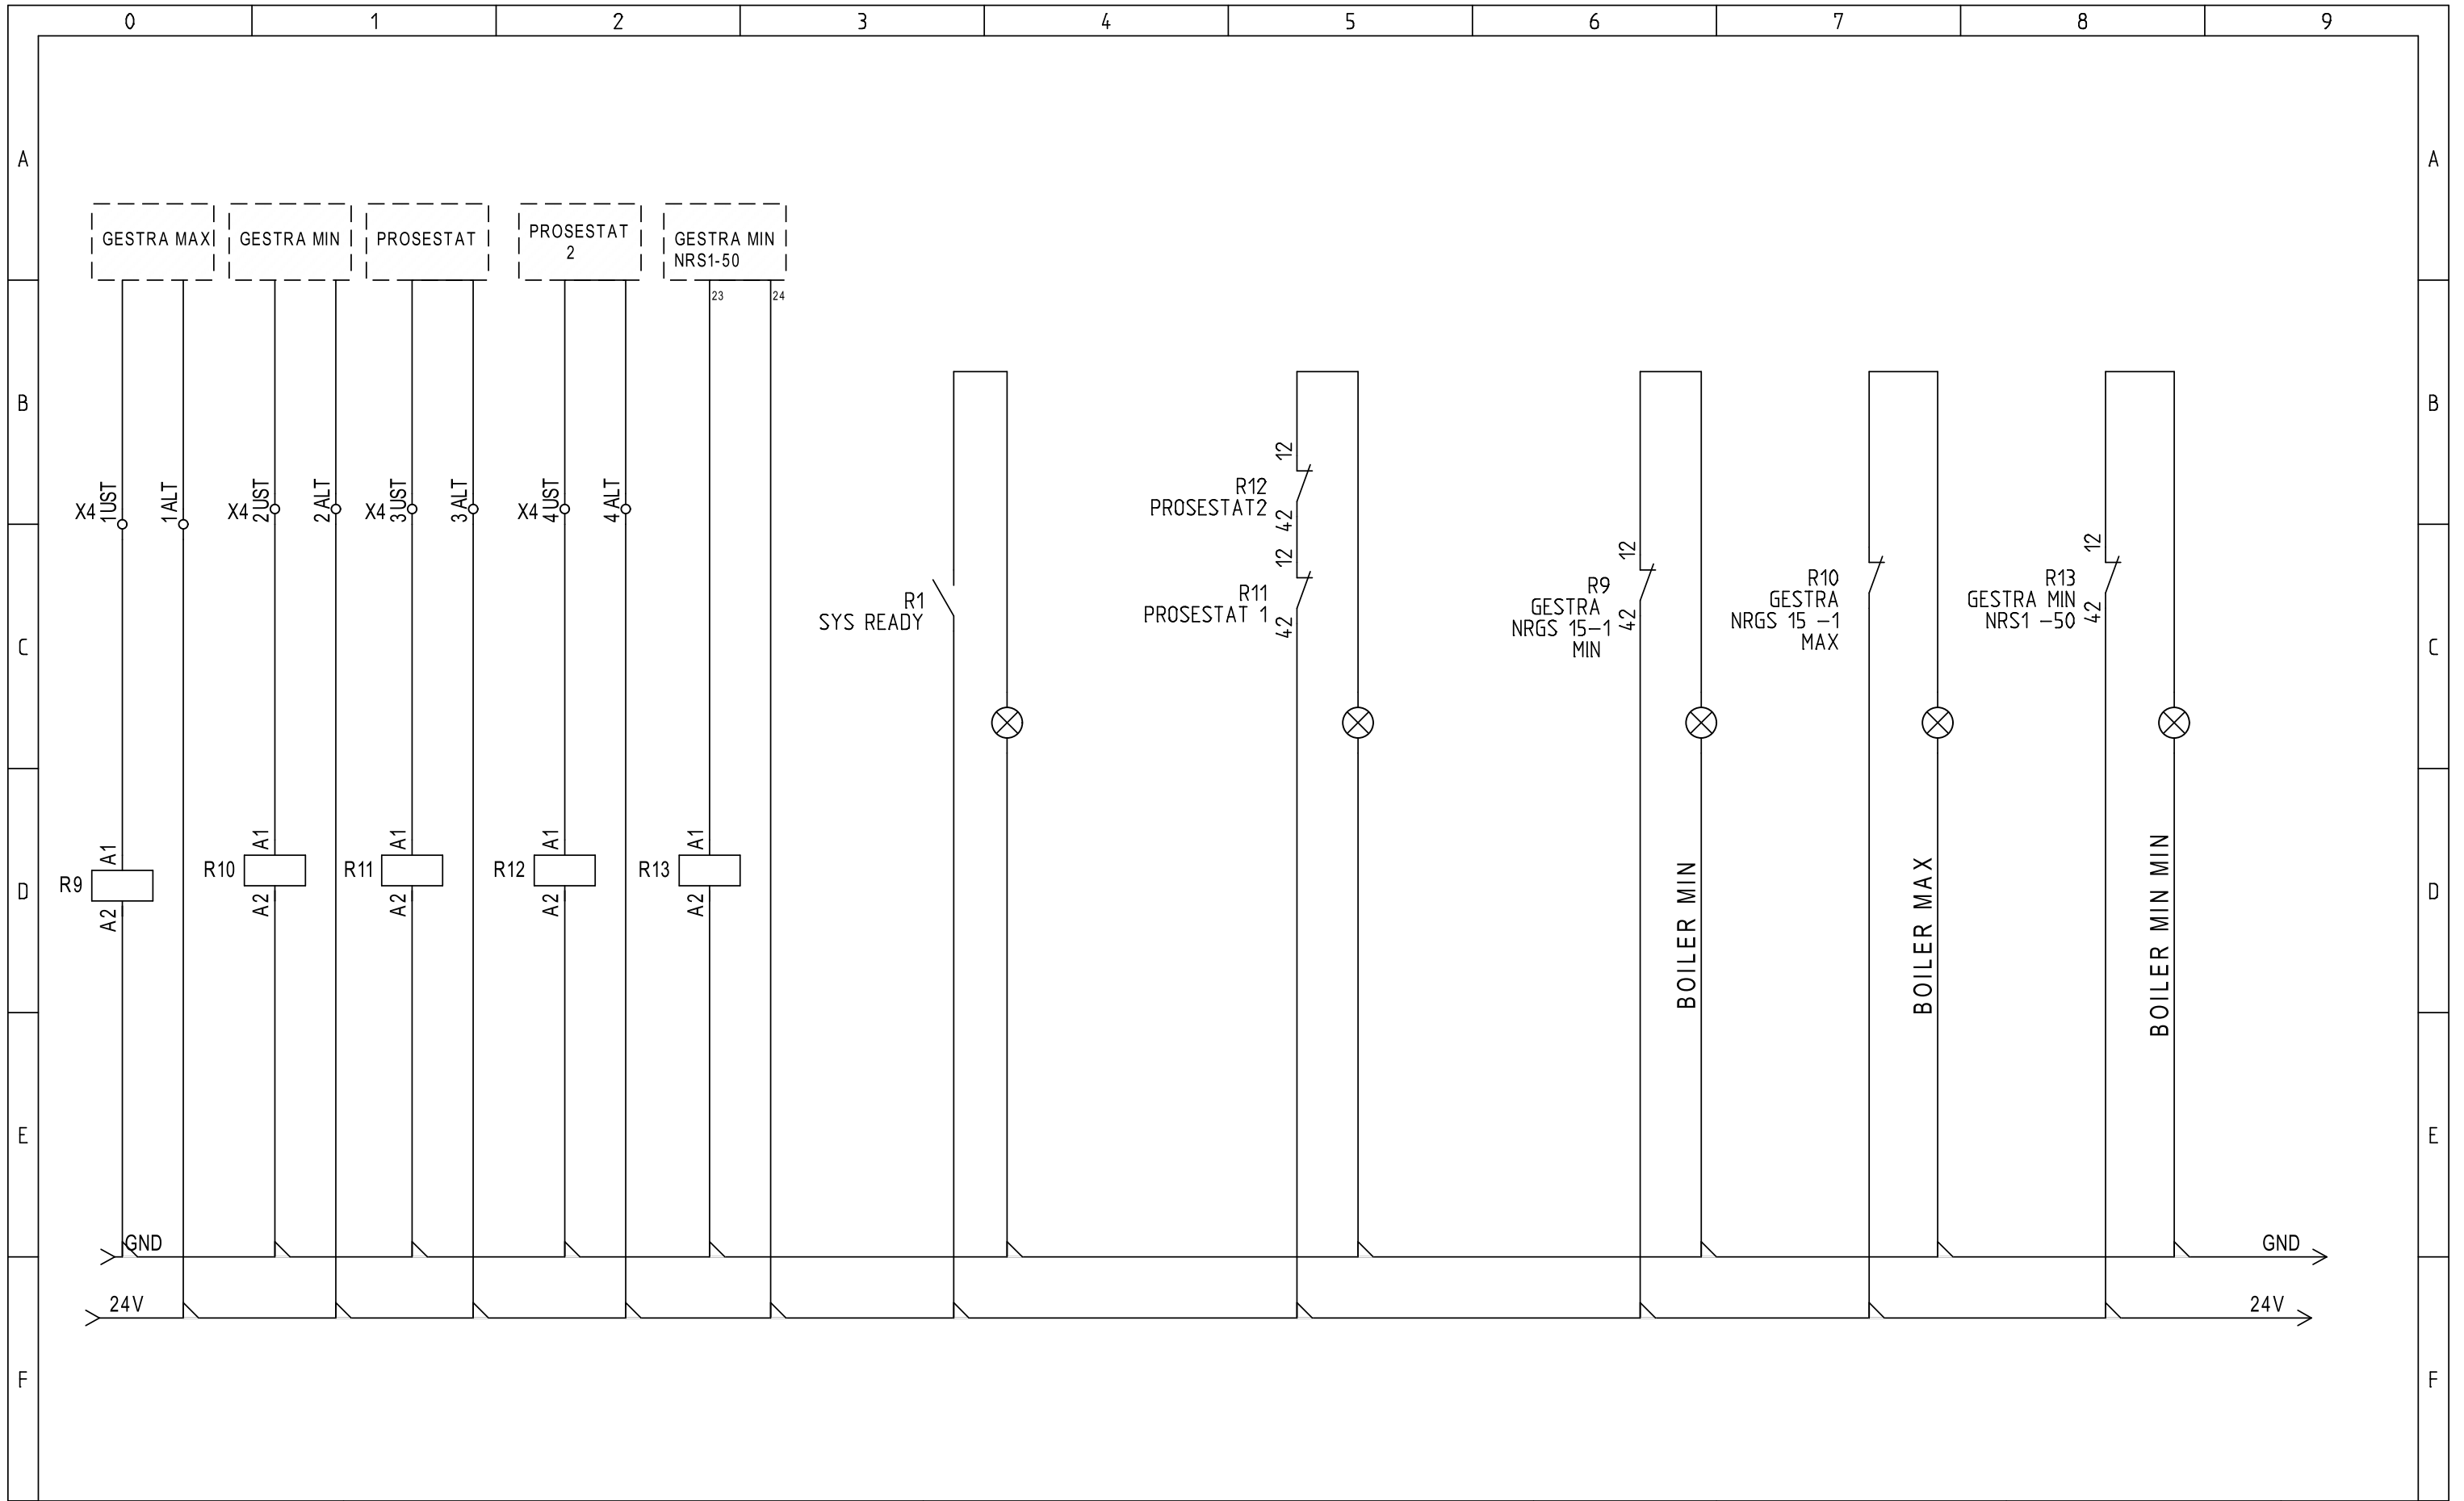 0 1 2 3 4 5 6 7 8 9
A A
GESTRA MAX
GESTRA MIN
PROSESTAT
PROSESTAT
2
GESTRA MIN
NRS1-50
23 24
B B
X4 1UST 1ALT
X4 2UST 2ALT
X4 3UST 3ALT
X4 4UST 4ALT
12
R12
PROSESTAT2
42
12
R11
PROSESTAT 1
42
R1
SYS READY
12
R9
GESTRA
NRGS 15-1
MIN
42
R10
GESTRA
NRGS 15 -1
MAX
12
R13
GESTRA MIN
NRS1 -50
42
C C
A1
R9
A2
A1
R10
A2
A1
R11
A2
A1
R12
A2
A1
R13
A2
BOILER MIN
BOILER MAX
BOILER MIN MIN
D D
E E
GND GND
24V 24V
F F